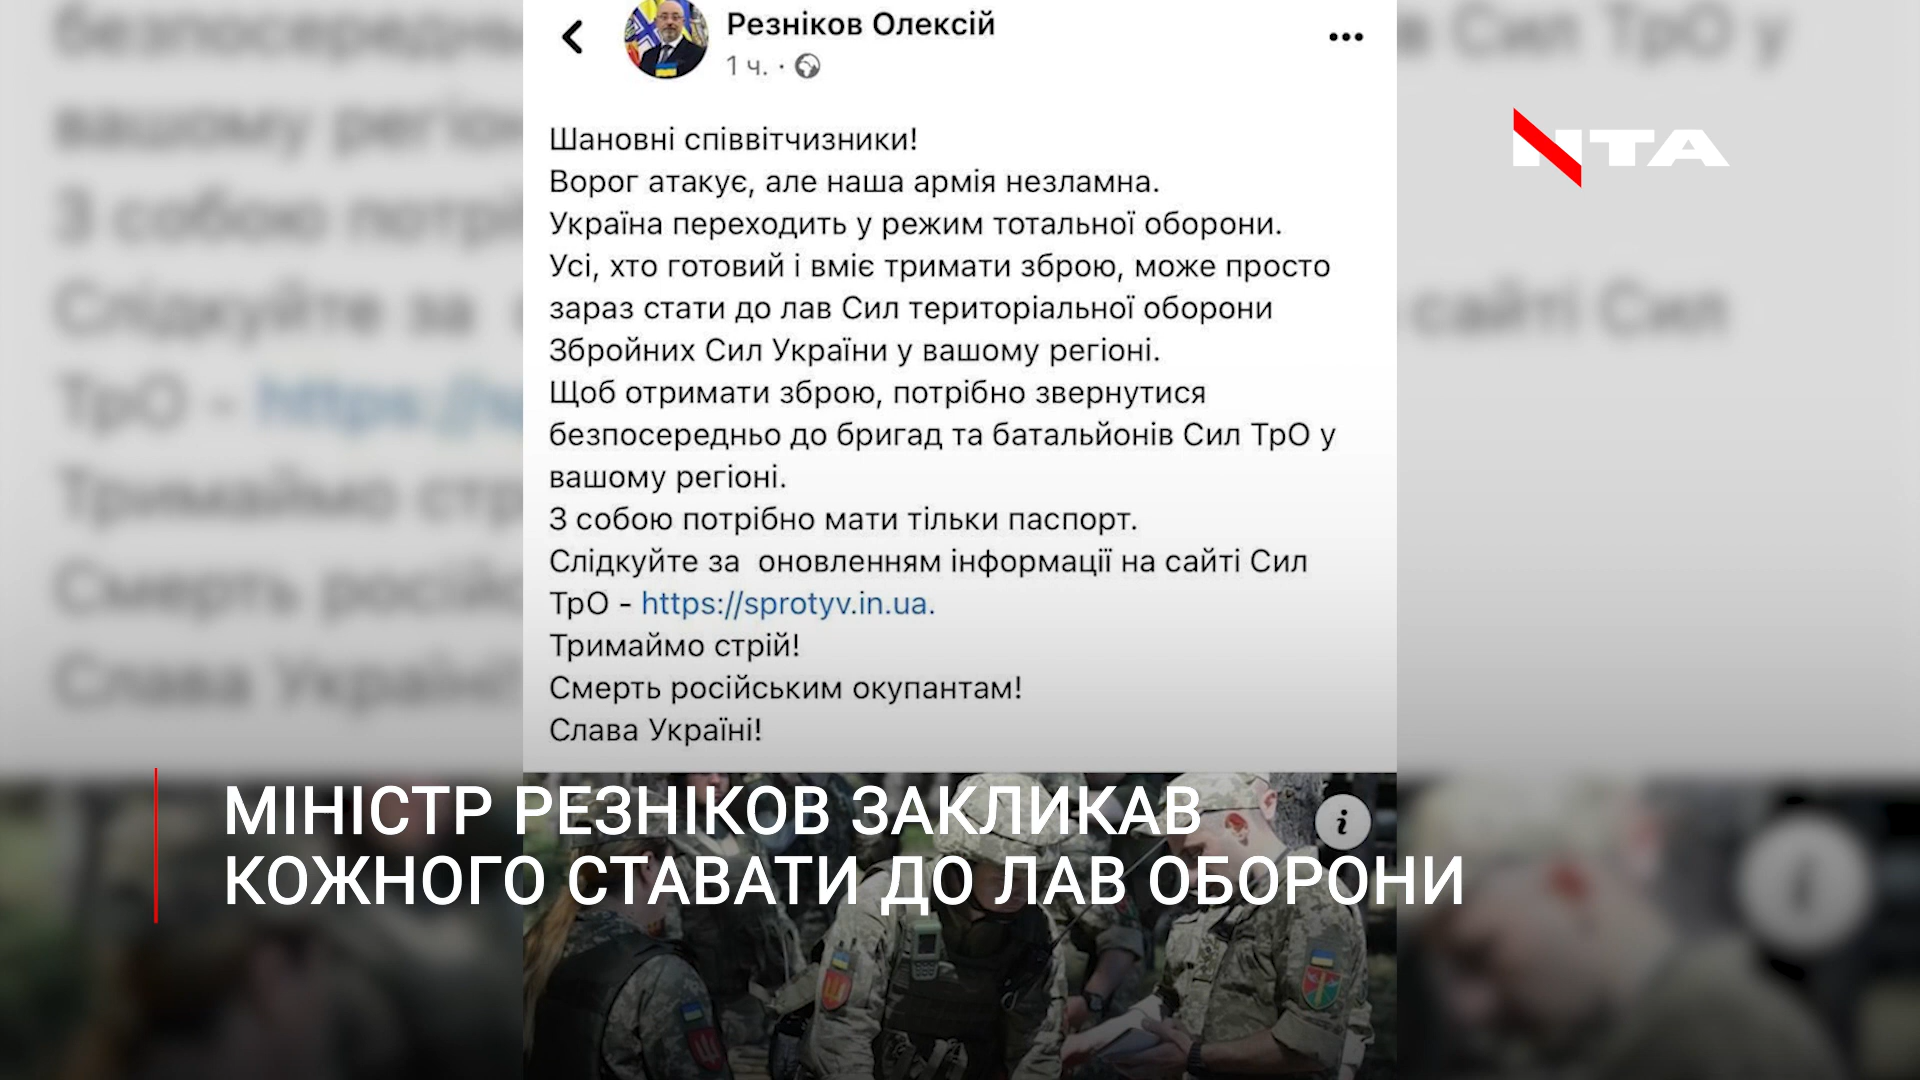 Резніков Олексій
1 ч. ·
NTA
Шановні співвітчизники!
Ворог атакує, але наша армія незламна.
Україна переходить у режим тотальної оборони.
Усі, хто готовий і вміє тримати зброю, може просто
зараз стати до лав Сил територіальної оборони
Збройних Сил України у вашому регіоні.
Щоб отримати зброю, потрібно звернутися
безпосередньо до бригад та батальйонів Сил ТрО у
вашому регіоні.
З собою потрібно мати тільки паспорт.
Слідкуйте за  оновленням інформації на сайті Сил
ТрО - https://sprotyv.in.ua.
Тримаймо стрій!
Смерть російським окупантам!
Слава Україні!
МІНІСТР РЕЗНІКОВ ЗАКЛИКАВ
КОЖНОГО СТАВАТИ ДО ЛАВ ОБОРОНИ